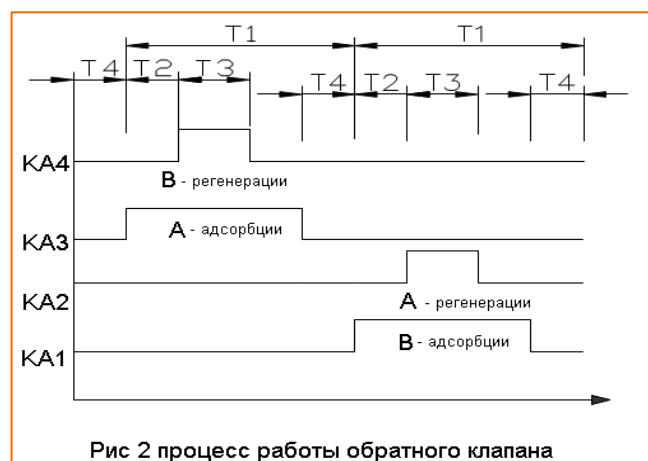 T1 T1
T4 T2 T3 T4 T2 T3 T4
KA4
В - регенерации
KA3
А - адсорбции
KA2
А - регенерации
KA1
В - адсорбции
Рис 2 процесс работы обратного клапана